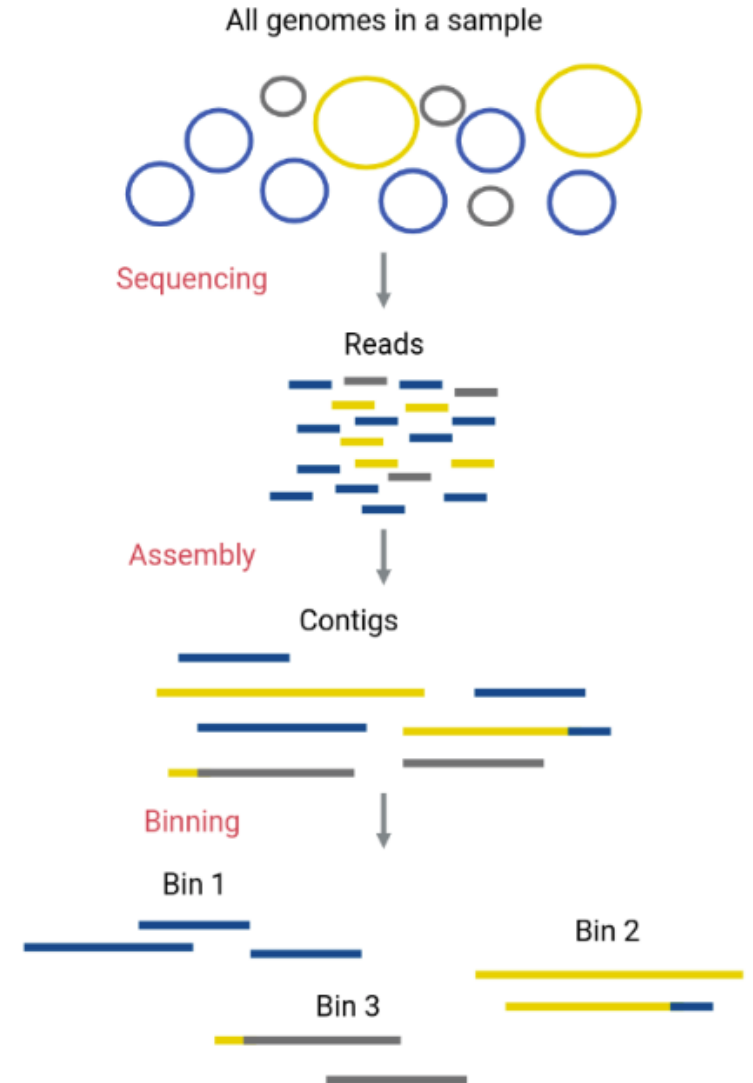 All genomes in a sample
Sequencing
Reads
Assembly
Contigs
Binning
Bin 1
Bin 2
Bin 3